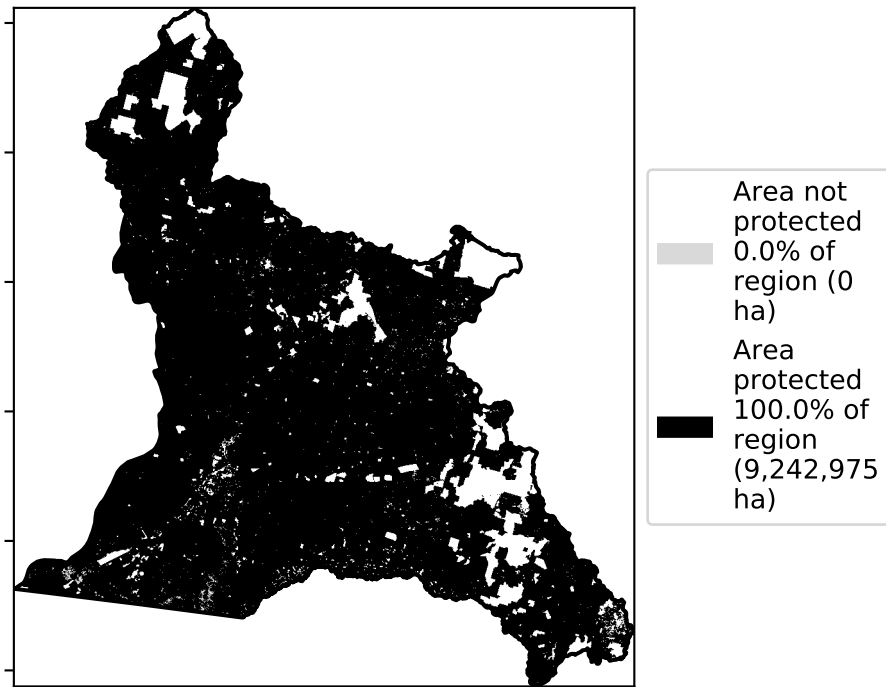 Area not
protected
0.0% of
region (0
ha)
Area
protected
100.0% of
region
(9,242,975
ha)